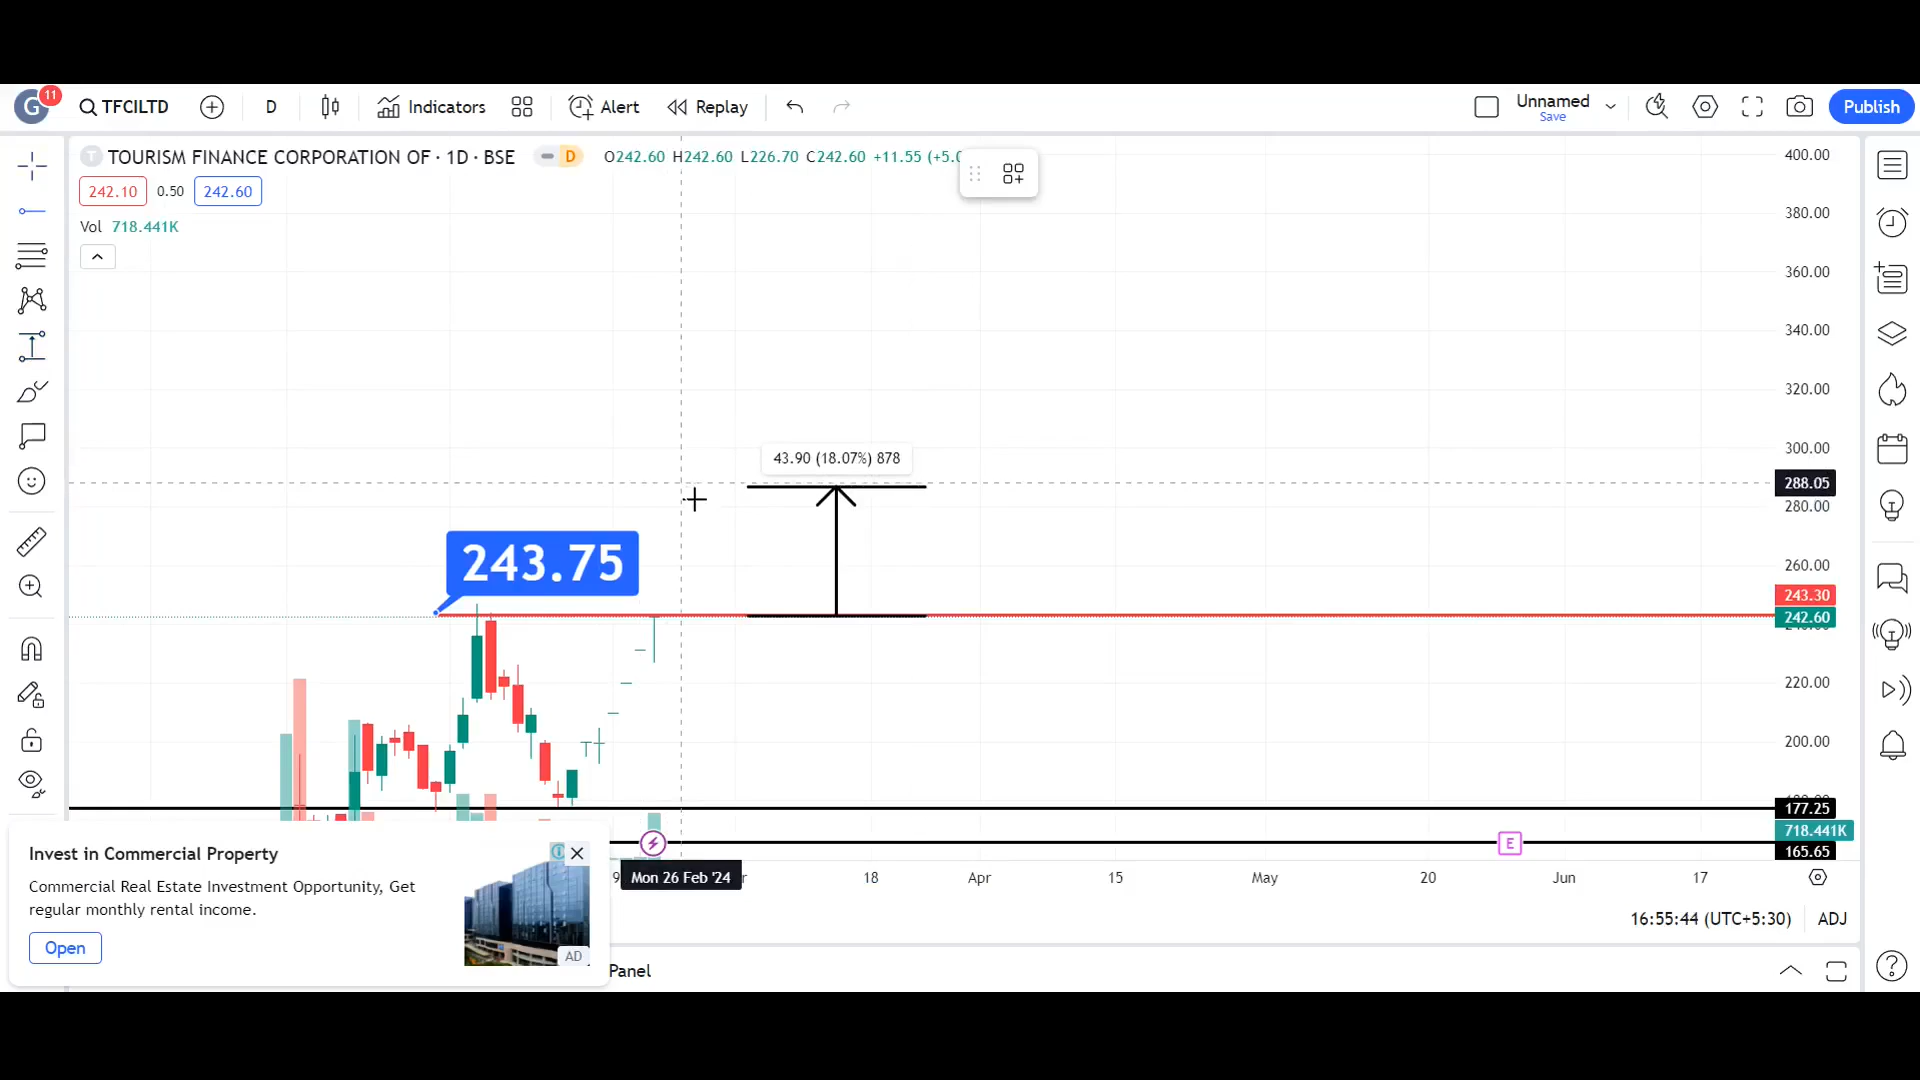 G 11 TFCILTD D Indicators Alert Replay Unnamed Save Publish
T TOURISM FINANCE CORPORATION OF · 1D · BSE D O242.60 H242.60 L226.70 C242.60 +11.55 (+5.0
242.10 0.50 242.60
Vol 718.441K
400.00
380.00
360.00
340.00
320.00
300.00
43.90 (18.07%) 878
288.05
280.00
243.75
260.00
243.30
242.60
220.00
200.00
177.25
718.441K
165.65
E
Mon 26 Feb '24 18 Apr 15 May 20 Jun 17
Invest in Commercial Property
Commercial Real Estate Investment Opportunity, Get
regular monthly rental income.
Open
AD
16:55:44 (UTC+5:30) ADJ
Panel